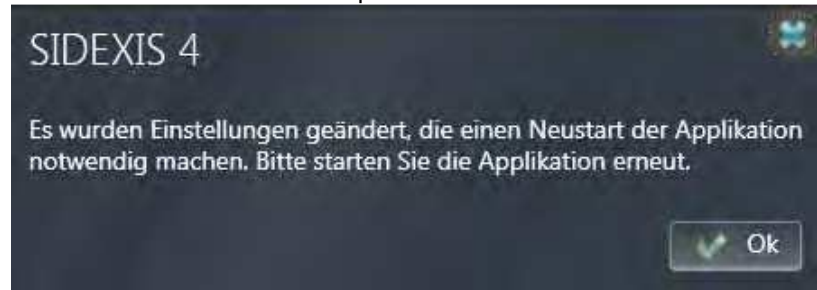 SIDEXIS 4
Es wurden Einstellungen geändert, die einen Neustart der Applikation
notwendig machen. Bitte starten Sie die Applikation erneut.
Ok